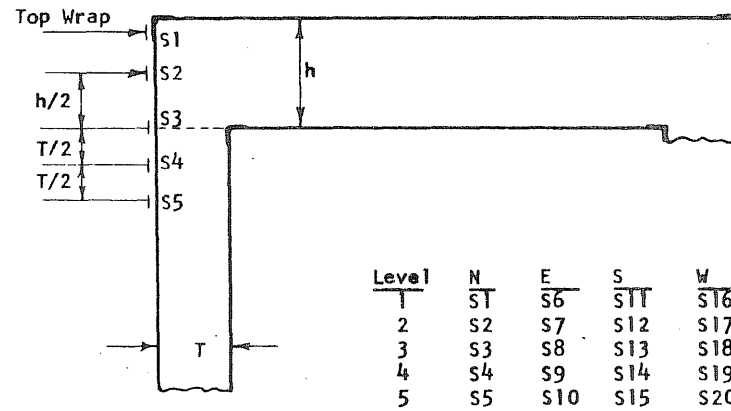 Top Wrap
S1
S2
h
h/2
S3
T/2
S4
T/2
S5
Level N E S W
1 S1 S6 S11 S16
2 S2 S7 S12 S17
3 S3 S8 S13 S18
T 4 S4 S9 S14 S19
5 S5 S10 S15 S20